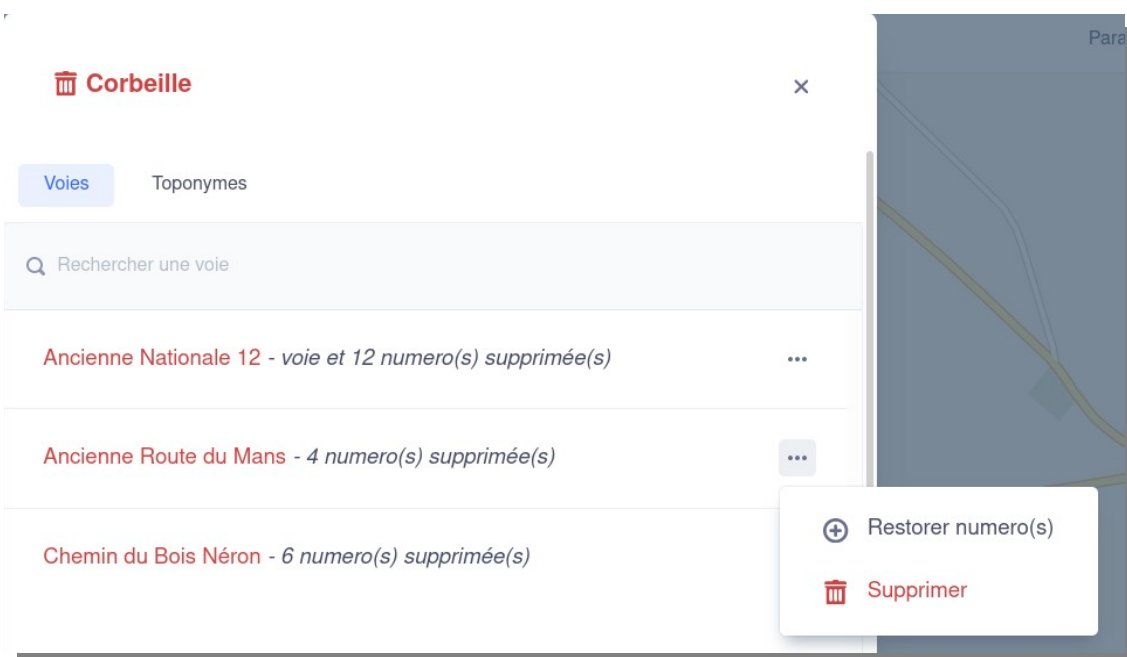 Para
Corbeille
Voies
Toponymes
Rechercher une voie
Ancienne Nationale 12 - voie et 12 numero(s) supprimée(s)
Ancienne Route du Mans - 4 numero(s) supprimée(s)
Restorer numero(s)
Chemin du Bois Néron - 6 numero(s) supprimée(s)
Supprimer